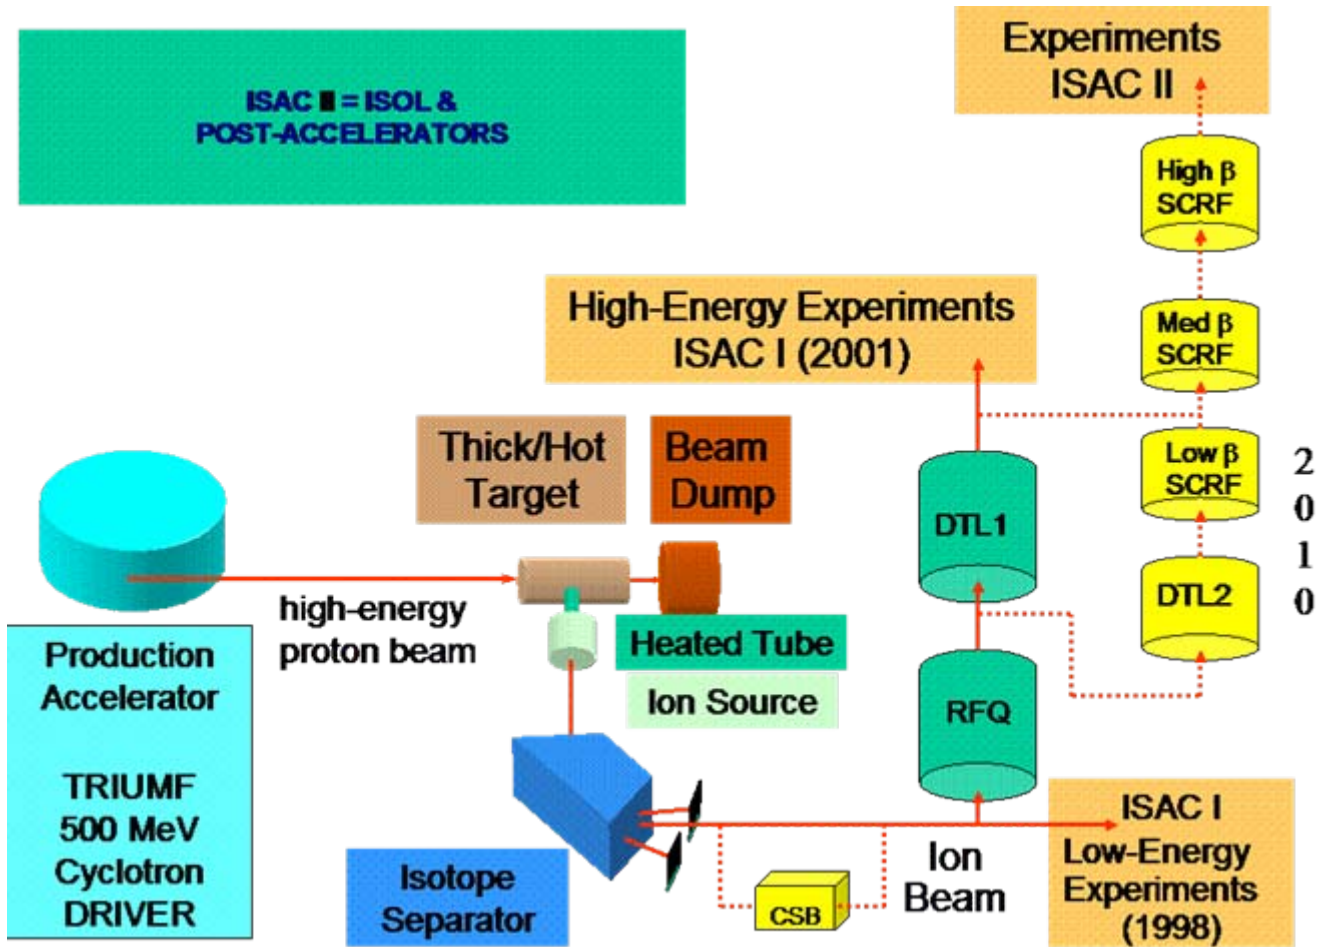 ISAC II = ISOL &
POST-ACCELERATORS
Experiments
ISAC II
High β
SCRF
High-Energy Experiments
ISAC I (2001)
Med β
SCRF
Thick/Hot
Target
Beam
Dump
Low β
SCRF
2
0
1
0
DTL1
DTL2
high-energy
proton beam
Heated Tube
Ion Source
Production
Accelerator
TRIUMF
500 MeV
Cyclotron
DRIVER
RFQ
Isotope
Separator
CSB
Ion
Beam
ISAC I
Low-Energy
Experiments
(1998)